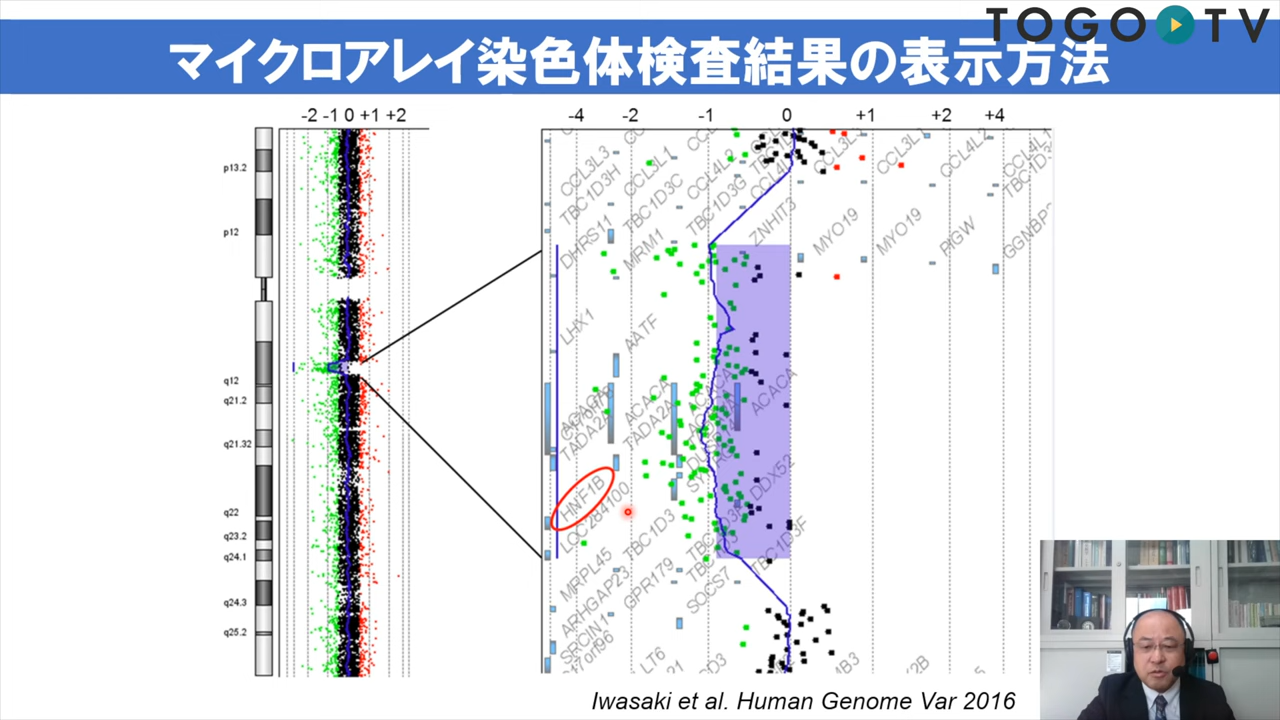 TOGO TV
マイクロアレイ染色体検査結果の表示方法
-2 -1 0 +1 +2
-4 -2 -1 0 +1 +2 +4
p13.2
p12
q12
q21.2
q21.32
q22
q23.2
q24.1
q24.3
q25.2
CCL3L3
CCL3L1
CCL4L2
TBC1D3H
TBC1D3C
TBC1D3G
CCL4L2
DHRS11
MRM1
ZNHIT3
MYO19
MYO19
PIGW
LHX1
AATF
ACACA
ACACA
ACACA
TADA2A
TADA2A
DDX52
HNF1B
LOC284100
TBC1D3
TBC1D3F
MRPL45
GPR179
SOCS7
ARHGAP23
SRCIN1
Iwasaki et al. Human Genome Var 2016